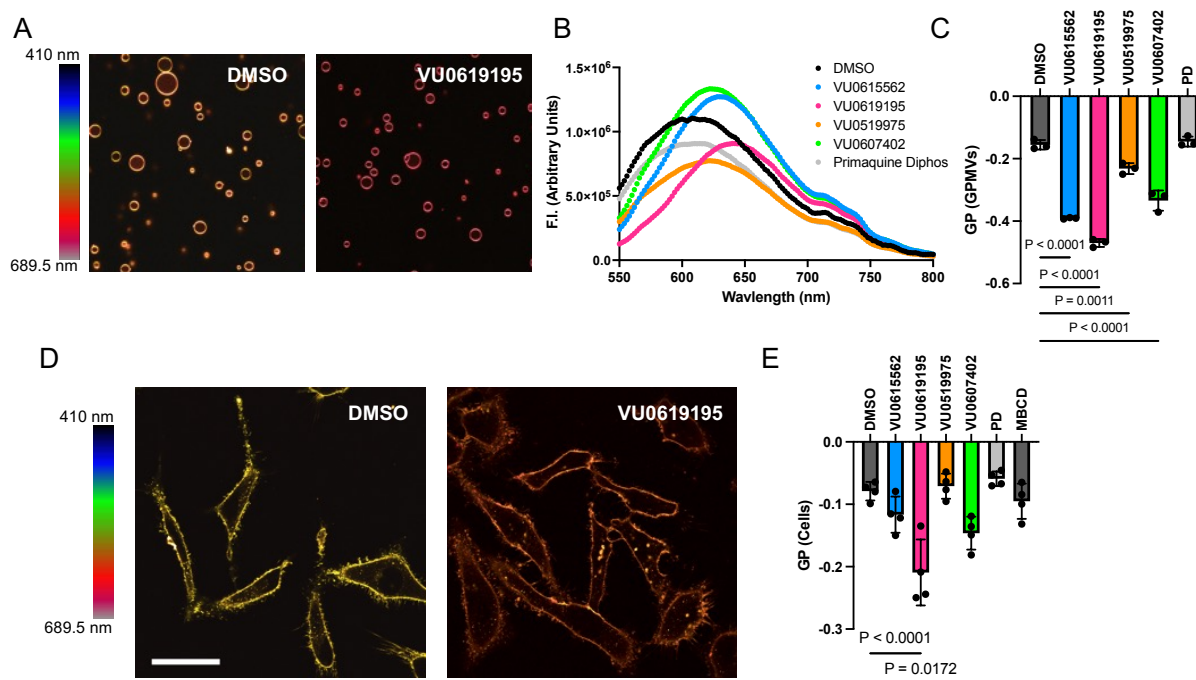 A
410 nm
689.5 nm
DMSO
VU0619195
B
F.I. (Arbitrary Units)
1.5×10⁶
1.0×10⁶
5.0×10⁵
0.0
550
600
650
700
750
800
Wavelength (nm)
DMSO
VU0615562
VU0619195
VU0519975
VU0607402
Primaquine Diphos
C
DMSO
VU0615562
VU0619195
VU0519975
VU0607402
PD
GP (GPMVs)
0.0
-0.2
-0.4
-0.6
P < 0.0001
P < 0.0001
P = 0.0011
P < 0.0001
D
410 nm
689.5 nm
DMSO
VU0619195
E
DMSO
VU0615562
VU0619195
VU0519975
VU0607402
PD
MBCD
GP (Cells)
0.0
-0.1
-0.2
-0.3
P < 0.0001
P = 0.0172